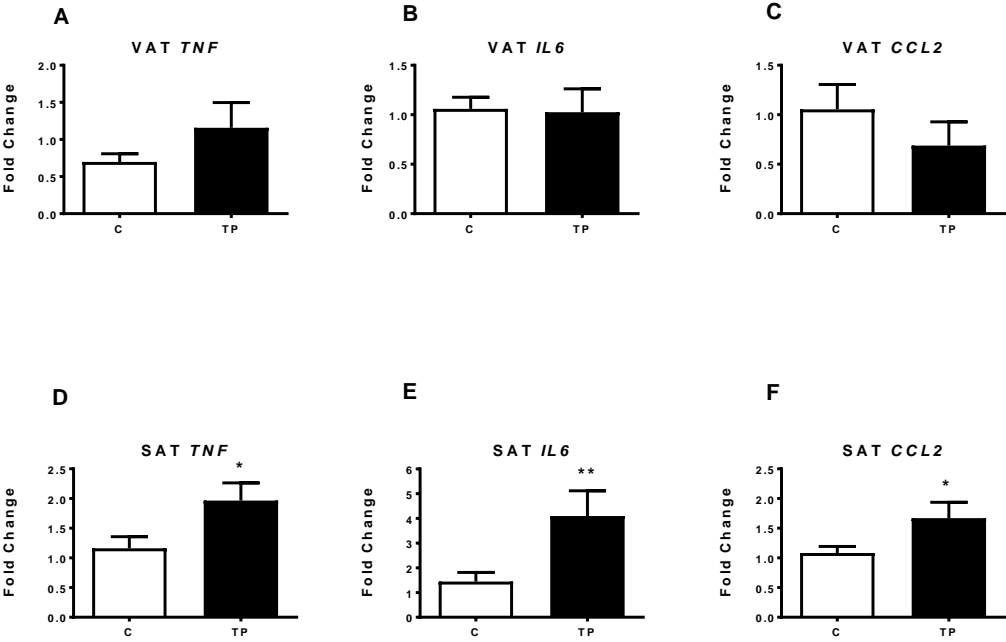 A
VAT TNF
Fold Change
2.0
1.5
1.0
0.5
0.0
C
TP
B
VAT IL6
Fold Change
1.5
1.0
0.5
0.0
C
TP
C
VAT CCL2
Fold Change
1.5
1.0
0.5
0.0
C
TP
D
SAT TNF
Fold Change
2.5
2.0
1.5
1.0
0.5
0.0
*
C
TP
E
SAT IL6
Fold Change
6
5
4
3
2
1
0
**
C
TP
F
SAT CCL2
Fold Change
2.5
2.0
1.5
1.0
0.5
0.0
*
C
TP